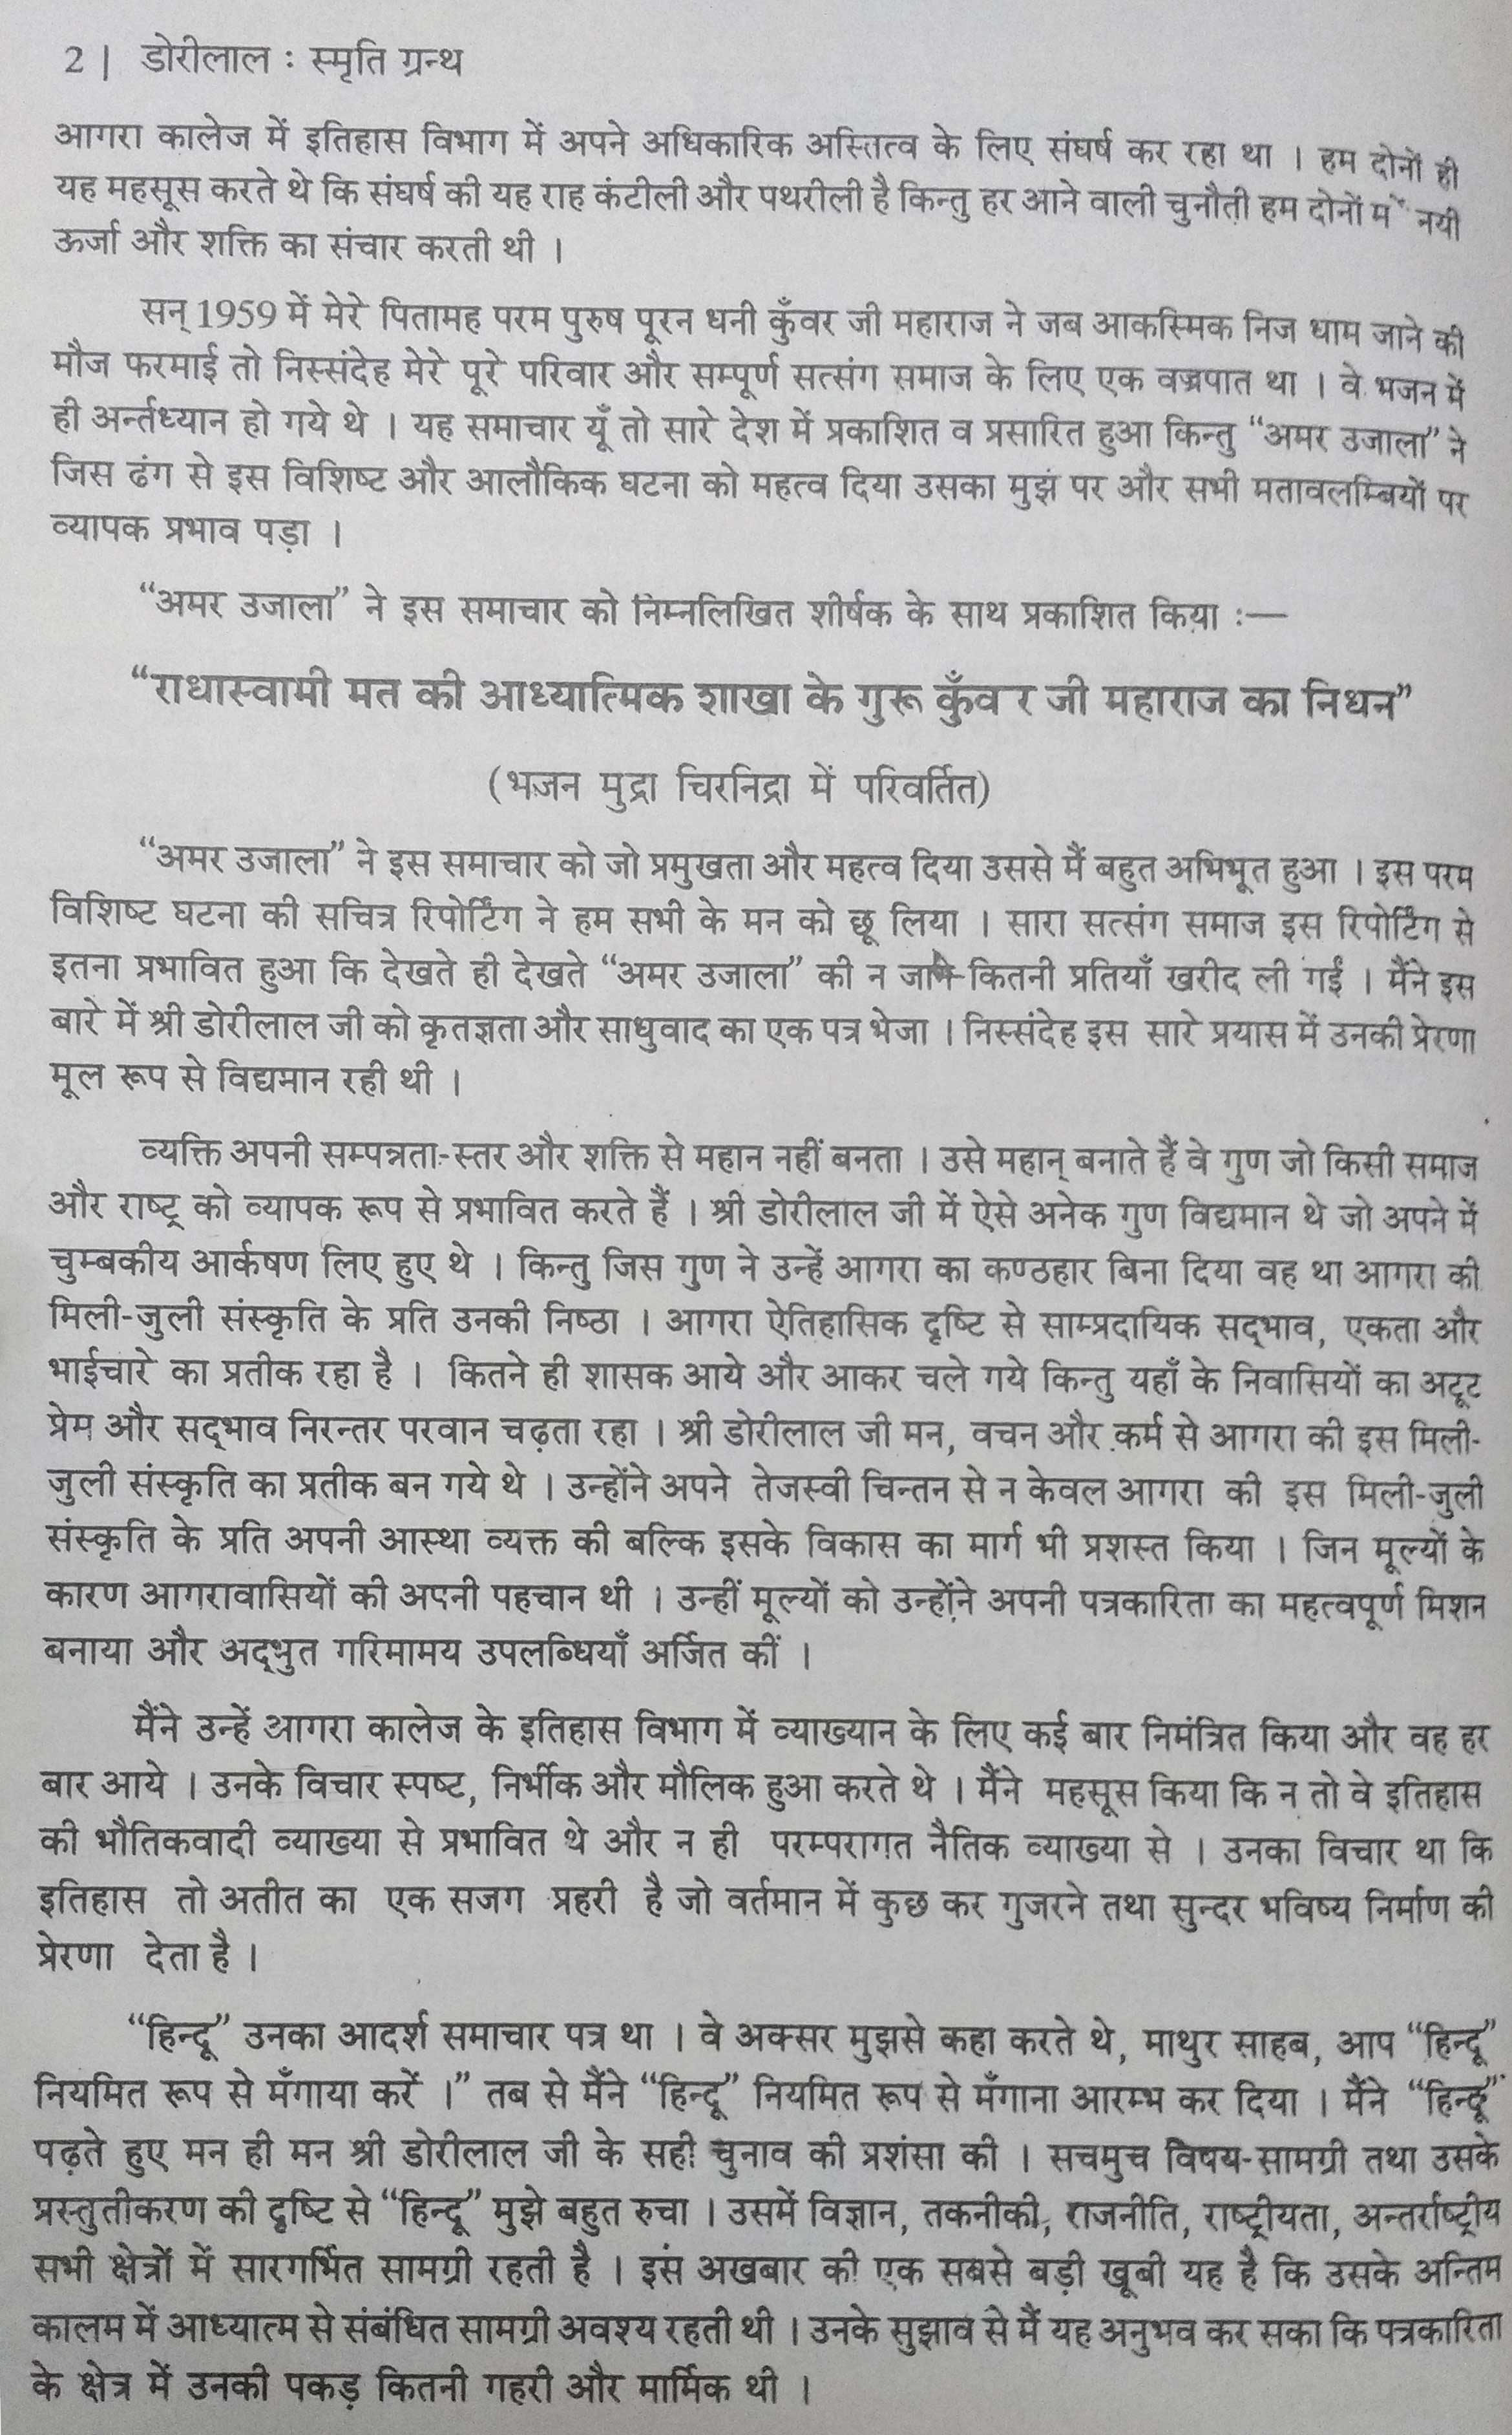 2 | डोरीलाल : स्मृति ग्रन्थ
आगरा कालेज में इतिहास विभाग में अपने अधिकारिक अस्तित्व के लिए संघर्ष कर रहा था । हम दोनों ही
यह महसूस करते थे कि संघर्ष की यह राह कंटीली और पथरीली है किन्तु हर आने वाली चुनौती हम दोनों में नयी
ऊर्जा और शक्ति का संचार करती थी ।
सन् 1959 में मेरे पितामह परम पुरुष पूरन धनी कुँवर जी महाराज ने जब आकस्मिक निज धाम जाने की
मौज फरमाई तो निस्संदेह मेरे पूरे परिवार और सम्पूर्ण सत्संग समाज के लिए एक वज्रपात था । वे भजन में
ही अर्न्तध्यान हो गये थे । यह समाचार यूँ तो सारे देश में प्रकाशित व प्रसारित हुआ किन्तु “अमर उजाला” ने
जिस ढंग से इस विशिष्ट और आलौकिक घटना को महत्व दिया उसका मुझं पर और सभी मतावलम्बियों पर
व्यापक प्रभाव पड़ा ।
“अमर उजाला” ने इस समाचार को निम्नलिखित शीर्षक के साथ प्रकाशित किया :—
“राधास्वामी मत की आध्यात्मिक शाखा के गुरू कुँवर जी महाराज का निधन”
(भजन मुद्रा चिरनिद्रा में परिवर्तित)
“अमर उजाला” ने इस समाचार को जो प्रमुखता और महत्व दिया उससे मैं बहुत अभिभूत हुआ । इस परम
विशिष्ट घटना की सचित्र रिपोर्टिंग ने हम सभी के मन को छू लिया । सारा सत्संग समाज इस रिपोर्टिंग से
इतना प्रभावित हुआ कि देखते ही देखते “अमर उजाला” की न जाने कितनी प्रतियाँ खरीद ली गईं । मैंने इस
बारे में श्री डोरीलाल जी को कृतज्ञता और साधुवाद का एक पत्र भेजा । निस्संदेह इस सारे प्रयास में उनकी प्रेरणा
मूल रूप से विद्यमान रही थी ।
व्यक्ति अपनी सम्पन्नता-स्तर और शक्ति से महान नहीं बनता । उसे महान् बनाते हैं वे गुण जो किसी समाज
और राष्ट्र को व्यापक रूप से प्रभावित करते हैं । श्री डोरीलाल जी में ऐसे अनेक गुण विद्यमान थे जो अपने में
चुम्बकीय आर्कषण लिए हुए थे । किन्तु जिस गुण ने उन्हें आगरा का कण्ठहार बिना दिया वह था आगरा की
मिली-जुली संस्कृति के प्रति उनकी निष्ठा । आगरा ऐतिहासिक दृष्टि से साम्प्रदायिक सद्भाव, एकता और
भाईचारे का प्रतीक रहा है । कितने ही शासक आये और आकर चले गये किन्तु यहाँ के निवासियों का अटूट
प्रेम और सद्भाव निरन्तर परवान चढ़ता रहा । श्री डोरीलाल जी मन, वचन और कर्म से आगरा की इस मिली-
जुली संस्कृति का प्रतीक बन गये थे । उन्होंने अपने तेजस्वी चिन्तन से न केवल आगरा की इस मिली-जुली
संस्कृति के प्रति अपनी आस्था व्यक्त की बल्कि इसके विकास का मार्ग भी प्रशस्त किया । जिन मूल्यों के
कारण आगरावासियों की अपनी पहचान थी । उन्हीं मूल्यों को उन्होंने अपनी पत्रकारिता का महत्वपूर्ण मिशन
बनाया और अद्भुत गरिमामय उपलब्धियाँ अर्जित कीं ।
मैंने उन्हें आगरा कालेज के इतिहास विभाग में व्याख्यान के लिए कई बार निमंत्रित किया और वह हर
बार आये । उनके विचार स्पष्ट, निर्भीक और मौलिक हुआ करते थे । मैंने महसूस किया कि न तो वे इतिहास
की भौतिकवादी व्याख्या से प्रभावित थे और न ही परम्परागत नैतिक व्याख्या से । उनका विचार था कि
इतिहास तो अतीत का एक सजग प्रहरी है जो वर्तमान में कुछ कर गुजरने तथा सुन्दर भविष्य निर्माण की
प्रेरणा देता है ।
“हिन्दू” उनका आदर्श समाचार पत्र था । वे अक्सर मुझसे कहा करते थे, माथुर साहब, आप “हिन्दू”
नियमित रूप से मँगाया करें ।” तब से मैंने “हिन्दू” नियमित रूप से मँगाना आरम्भ कर दिया । मैंने “हिन्दू”
पढ़ते हुए मन ही मन श्री डोरीलाल जी के सही चुनाव की प्रशंसा की । सचमुच विषय-सामग्री तथा उसके
प्रस्तुतीकरण की दृष्टि से “हिन्दू” मुझे बहुत रुचा । उसमें विज्ञान, तकनीकी, राजनीति, राष्ट्रीयता, अन्तर्राष्ट्रीय
सभी क्षेत्रों में सारगर्भित सामग्री रहती है । इसं अखबार की एक सबसे बड़ी खूबी यह है कि उसके अन्तिम
कालम में आध्यात्म से संबंधित सामग्री अवश्य रहती थी । उनके सुझाव से मैं यह अनुभव कर सका कि पत्रकारिता
के क्षेत्र में उनकी पकड़ कितनी गहरी और मार्मिक थी ।